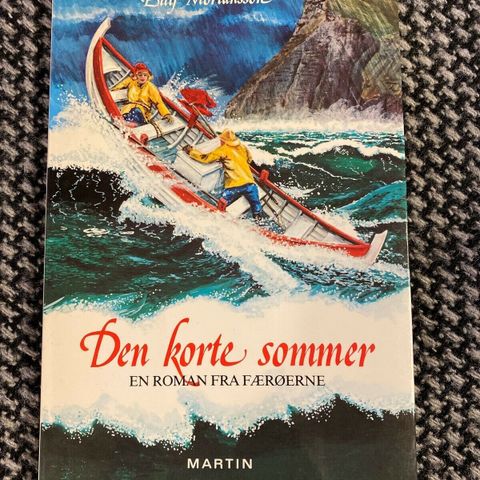 Den korte sommer
EN ROMAN FRA FÆRØERNE
MARTIN